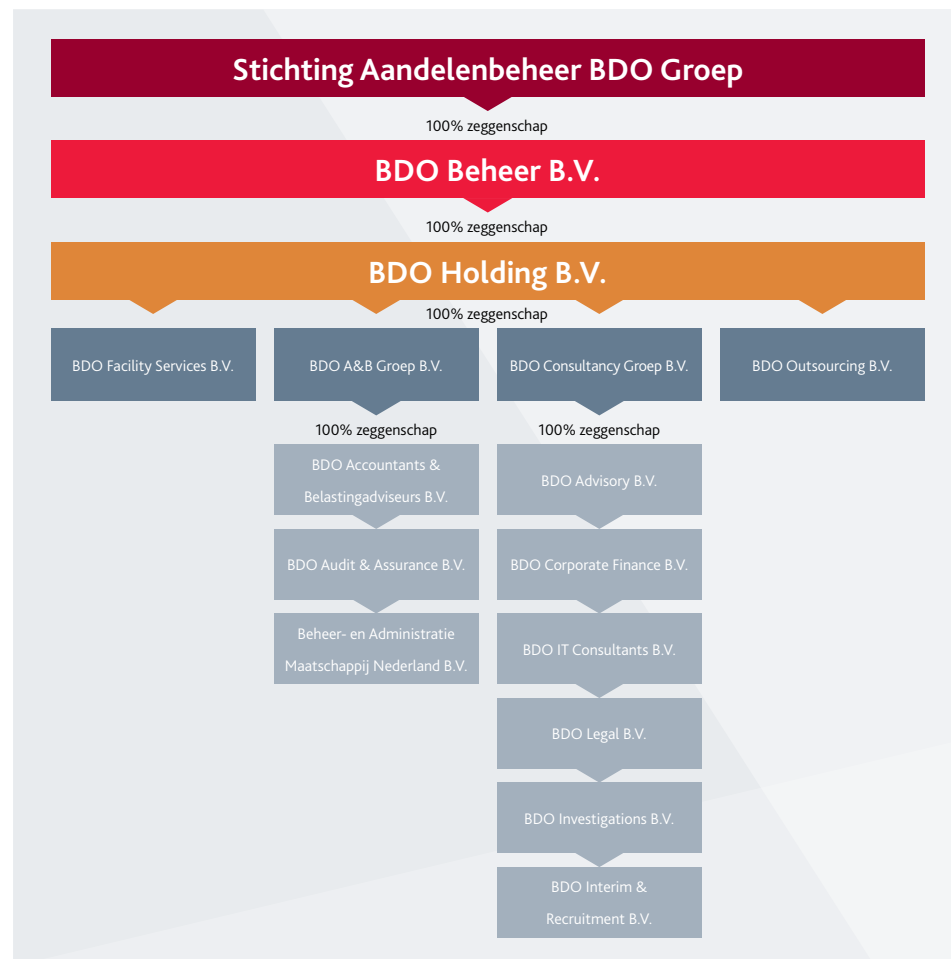 Stichting Aandelenbeheer BDO Groep
100% zeggenschap
BDO Beheer B.V.
100% zeggenschap
BDO Holding B.V.
100% zeggenschap
BDO Facility Services B.V.
BDO A&B Groep B.V.
BDO Consultancy Groep B.V.
BDO Outsourcing B.V.
100% zeggenschap
BDO Accountants &
Belastingadviseurs B.V.
BDO Audit & Assurance B.V.
Beheer- en Administratie
Maatschappij Nederland B.V.
100% zeggenschap
BDO Advisory B.V.
BDO Corporate Finance B.V.
BDO IT Consultants B.V.
BDO Legal B.V.
BDO Investigations B.V.
BDO Interim &
Recruitment B.V.